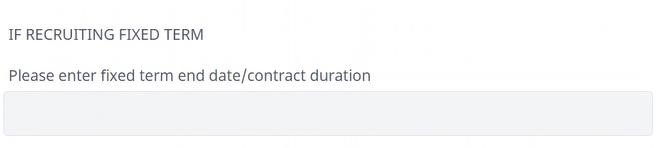 IF RECRUITING FIXED TERM
Please enter fixed term end date/contract duration